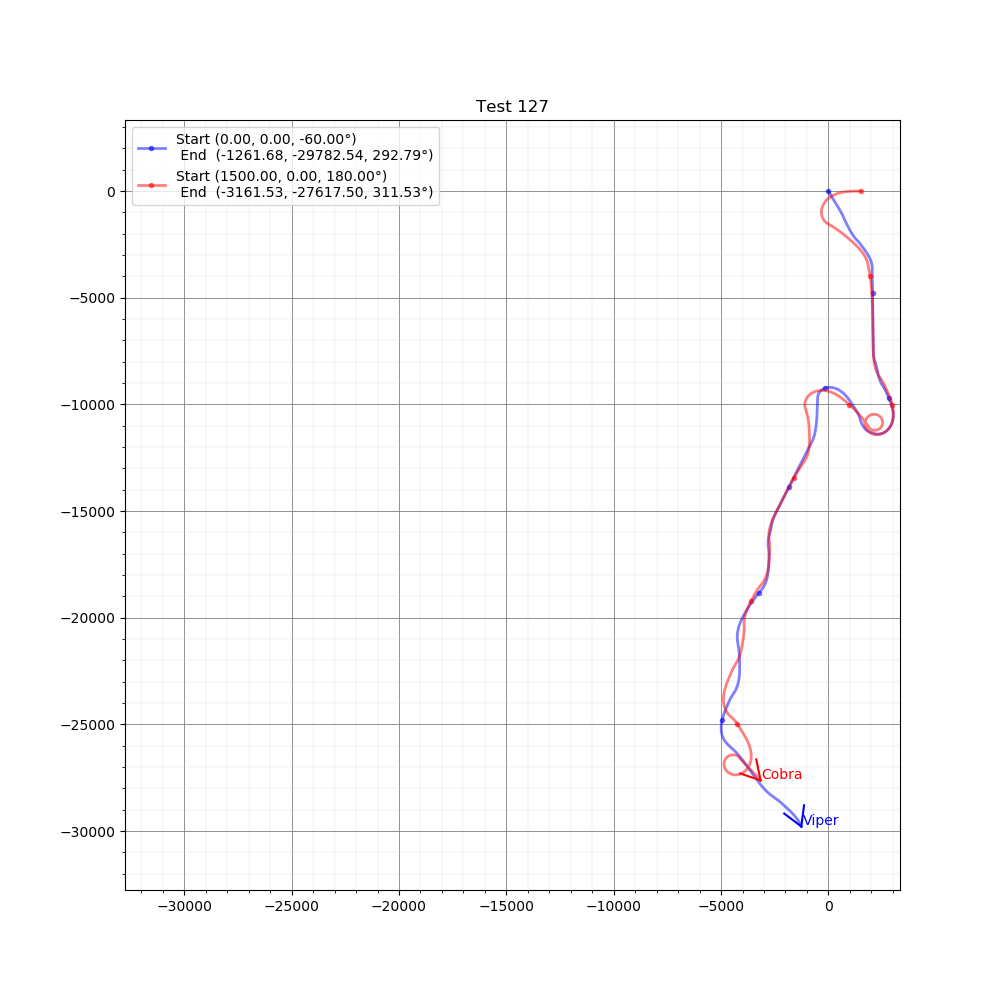 Test 127
Start (0.00, 0.00, -60.00°)
End (-1261.68, -29782.54, 292.79°)
Start (1500.00, 0.00, 180.00°)
End (-3161.53, -27617.50, 311.53°)
0
−5000
−10000
−15000
−20000
−25000
−30000
Cobra
Viper
−30000 −25000 −20000 −15000 −10000 −5000 0